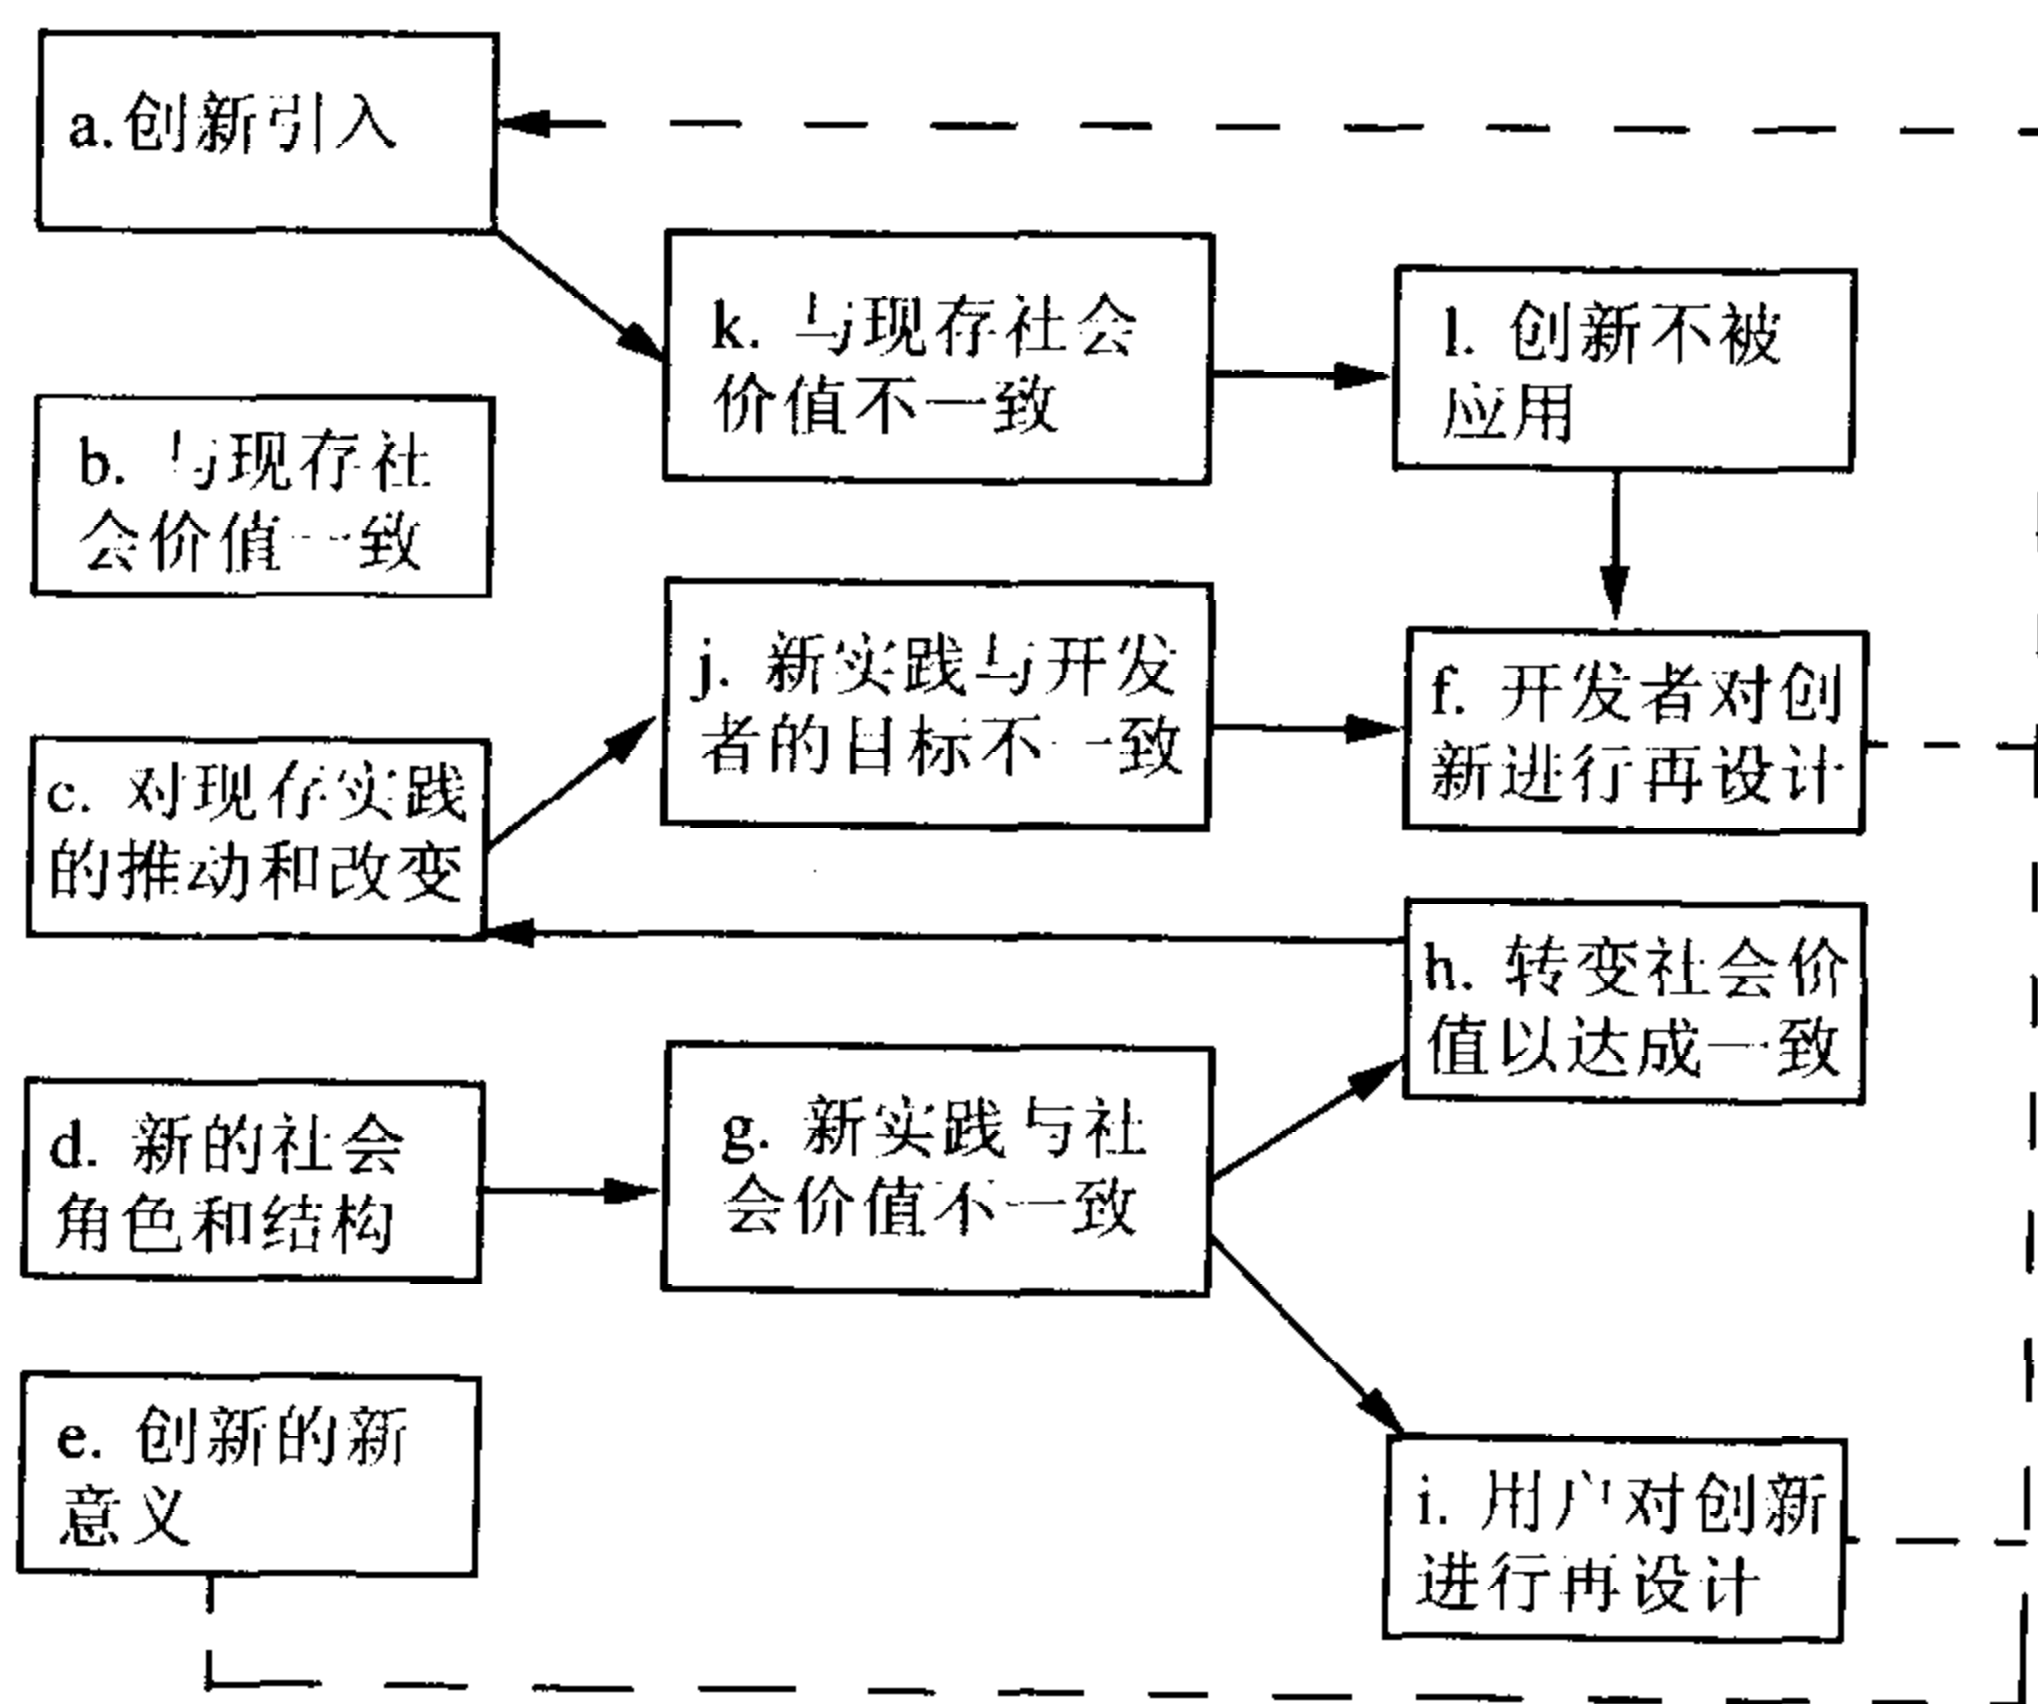 a.创新引入
k. 与现存社会
价值不一致
l. 创新不被
应用
b. 与现存社
会价值一致
j. 新实践与开发
者的目标不一致
f. 开发者对创
新进行再设计
c. 对现存实践
的推动和改变
h. 转变社会价
值以达成一致
d. 新的社会
角色和结构
g. 新实践与社
会价值不一致
e. 创新的新
意义
i. 用户对创新
进行再设计